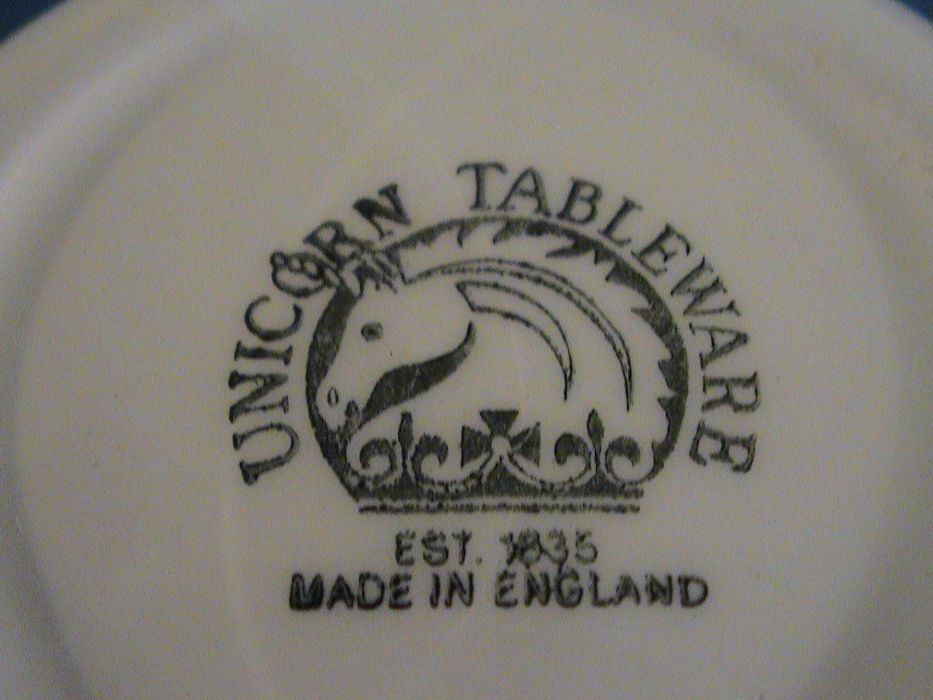 UNICORN TABLEWARE
EST. 1835
MADE IN ENGLAND